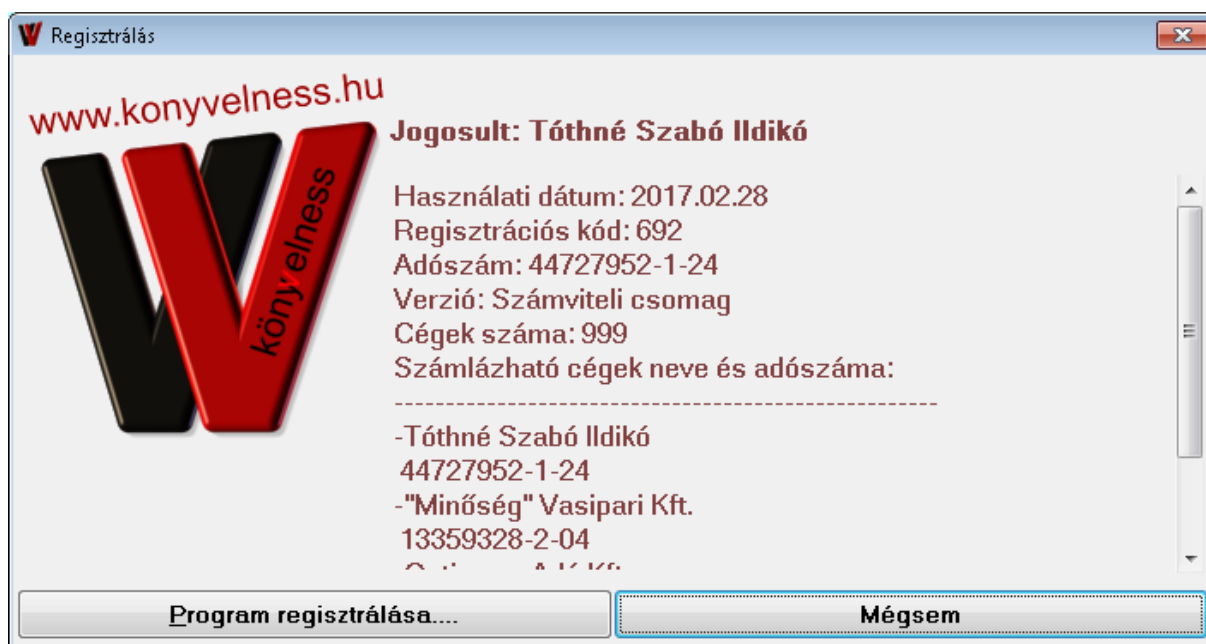 Regisztrálás
www.konyvelness.hu
könyvelness
Jogosult: Tóthné Szabó Ildikó
Használati dátum: 2017.02.28
Regisztrációs kód: 692
Adószám: 44727952-1-24
Verzió: Számviteli csomag
Cégek száma: 999
Számlázható cégek neve és adószáma:
-----------------------------------------------------
-Tóthné Szabó Ildikó
44727952-1-24
-"Minőség" Vasipari Kft.
13359328-2-04
Program regisztrálása....
Mégsem